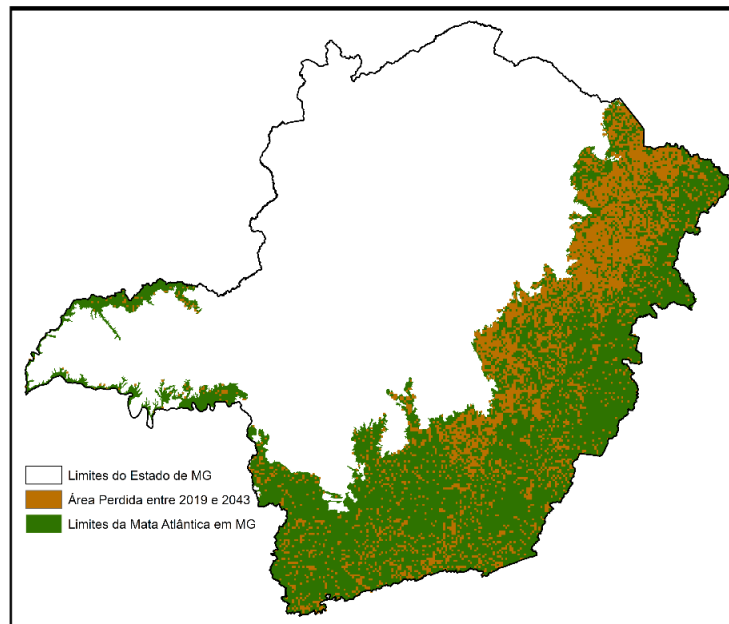 Limites do Estado de MG
Área Perdida entre 2019 e 2043
Limites da Mata Atlântica em MG